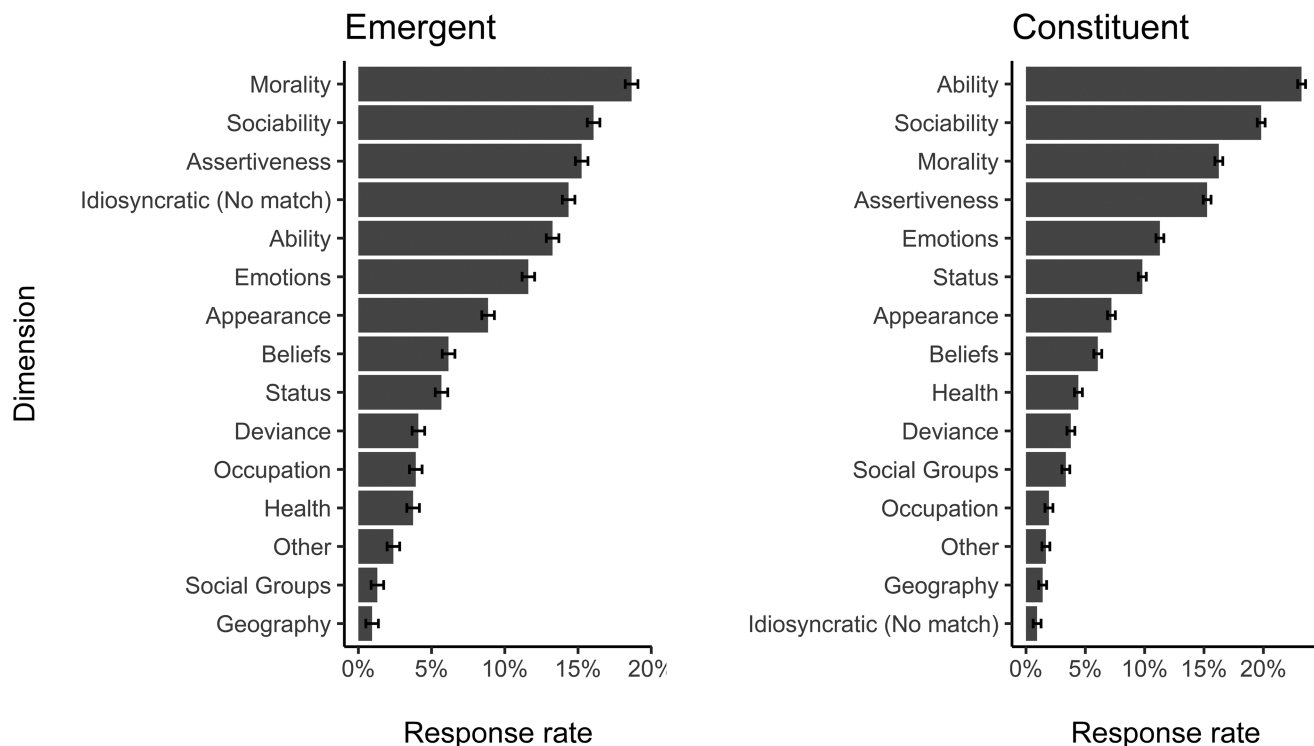 Emergent
Dimension
Morality
Sociability
Assertiveness
Idiosyncratic (No match)
Ability
Emotions
Appearance
Beliefs
Status
Deviance
Occupation
Health
Other
Social Groups
Geography
0% 5% 10% 15% 20%
Response rate
Constituent
Ability
Sociability
Morality
Assertiveness
Emotions
Status
Appearance
Beliefs
Health
Deviance
Social Groups
Occupation
Other
Geography
Idiosyncratic (No match)
0% 5% 10% 15% 20%
Response rate